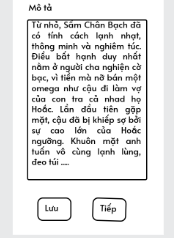 Mô tả
Từ nhỏ, Sầm Chân Bạch đã
có tính cách lạnh nhạt,
thông minh và nghiêm túc.
Điều bất hạnh duy nhất
nằm ở người cha nghiện cờ
bạc, vì tiền mà nỡ bán một
omega như cậu đi làm vợ
của con trai cả nhad họ
Hoắc. Lần đầu tiên gặp
mặt, cậu đã bị khiếp sợ bởi
sự cao lớn của Hoắc
ngưỡng. Khuôn mặt anh
tuấn vô cùng lạnh lùng,
đeo túi .....
Lưu
Tiếp